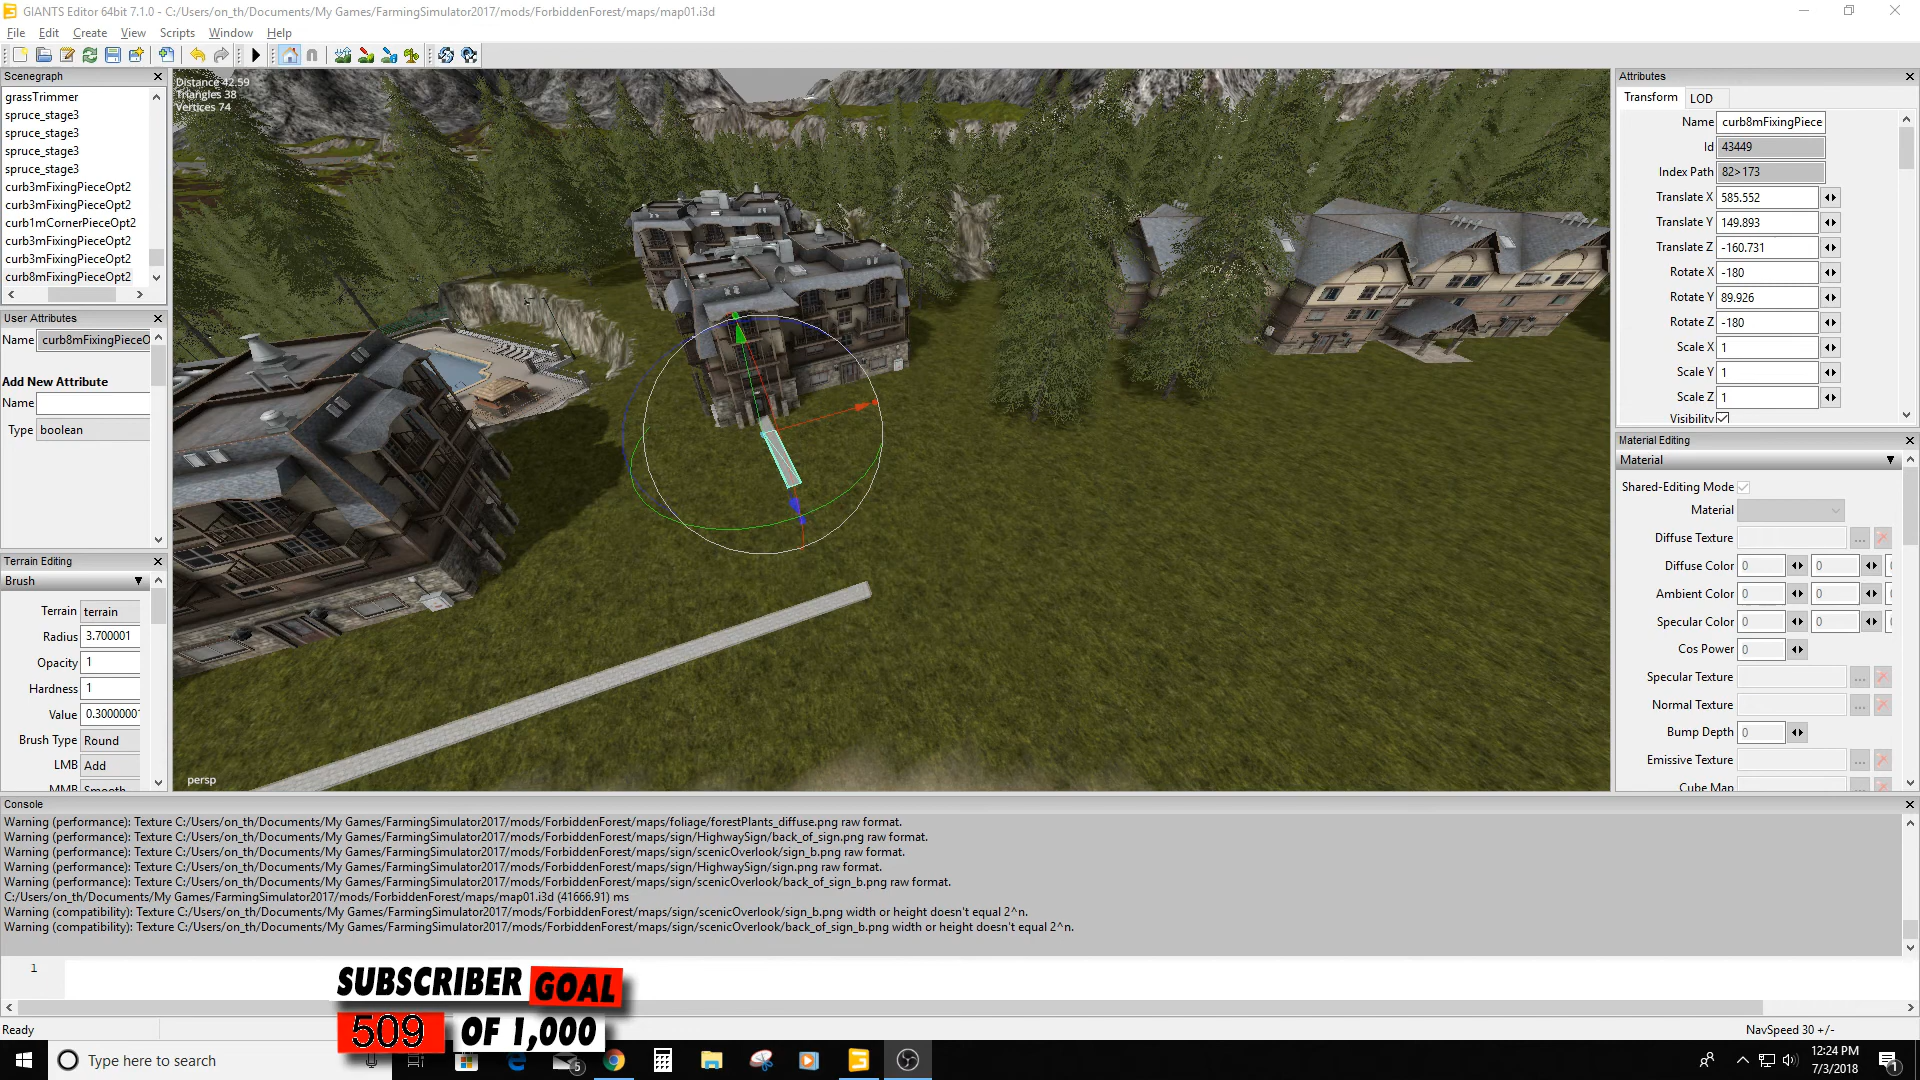 GIANTS Editor 64bit 7.1.0 - C:/Users/on_th/Documents/My Games/FarmingSimulator2017/mods/ForbiddenForest/maps/map01.i3d
File Edit Create View Scripts Window Help
Scenegraph
grassTrimmer
spruce_stage3
spruce_stage3
spruce_stage3
spruce_stage3
curb3mFixingPieceOpt2
curb3mFixingPieceOpt2
curb1mCornerPieceOpt2
curb3mFixingPieceOpt2
curb3mFixingPieceOpt2
curb8mFixingPieceOpt2
User Attributes
Name curb8mFixingPieceO
Add New Attribute
Name
Type boolean
Terrain Editing
Brush
Terrain terrain
Radius 3.700001
Opacity 1
Hardness 1
Value 0.30000001
Brush Type Round
LMB Add
MMB Smooth
Distance 42.59
Triangles 38
Vertices 74
persp
Attributes
Transform LOD
Name curb8mFixingPiece
Id 43449
Index Path 82>173
Translate X 585.552
Translate Y 149.893
Translate Z -160.731
Rotate X -180
Rotate Y 89.926
Rotate Z -180
Scale X 1
Scale Y 1
Scale Z 1
Visibility
Material Editing
Material
Shared-Editing Mode
Material
Diffuse Texture ...
Diffuse Color 0 0
Ambient Color 0 0
Specular Color 0 0
Cos Power 0
Specular Texture ...
Normal Texture ...
Bump Depth 0
Emissive Texture ...
Cube Map
Console
Warning (performance): Texture C:/Users/on_th/Documents/My Games/FarmingSimulator2017/mods/ForbiddenForest/maps/foliage/forestPlants_diffuse.png raw format.
Warning (performance): Texture C:/Users/on_th/Documents/My Games/FarmingSimulator2017/mods/ForbiddenForest/maps/sign/HighwaySign/back_of_sign.png raw format.
Warning (performance): Texture C:/Users/on_th/Documents/My Games/FarmingSimulator2017/mods/ForbiddenForest/maps/sign/scenicOverlook/sign_b.png raw format.
Warning (performance): Texture C:/Users/on_th/Documents/My Games/FarmingSimulator2017/mods/ForbiddenForest/maps/sign/HighwaySign/sign.png raw format.
Warning (performance): Texture C:/Users/on_th/Documents/My Games/FarmingSimulator2017/mods/ForbiddenForest/maps/sign/scenicOverlook/back_of_sign_b.png raw format.
C:/Users/on_th/Documents/My Games/FarmingSimulator2017/mods/ForbiddenForest/maps/map01.i3d (41666.91) ms
Warning (compatibility): Texture C:/Users/on_th/Documents/My Games/FarmingSimulator2017/mods/ForbiddenForest/maps/sign/scenicOverlook/sign_b.png width or height doesn't equal 2^n.
Warning (compatibility): Texture C:/Users/on_th/Documents/My Games/FarmingSimulator2017/mods/ForbiddenForest/maps/sign/scenicOverlook/back_of_sign_b.png width or height doesn't equal 2^n.
1
SUBSCRIBER GOAL
509 OF 1,000
Ready
NavSpeed 30 +/-
Type here to search
5
12:24 PM
7/3/2018
1